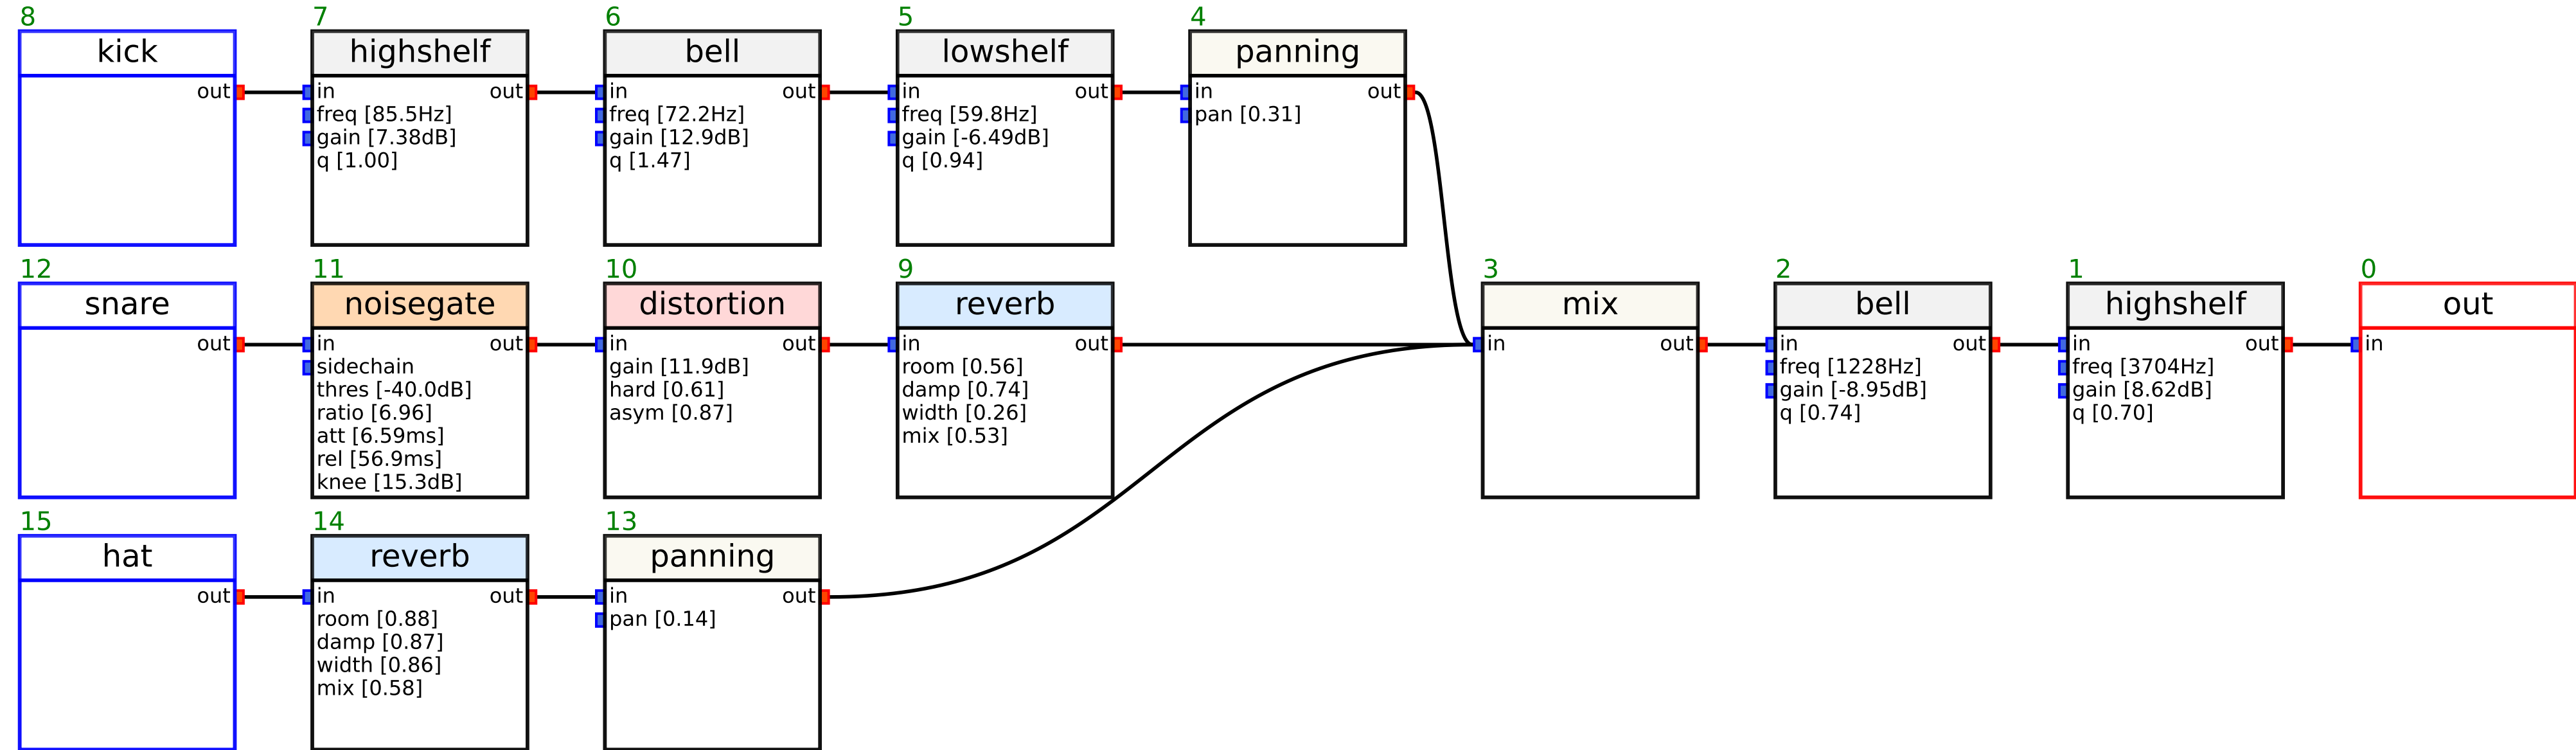 8
kick
out
7
highshelf
in out
freq [85.5Hz]
gain [7.38dB]
q [1.00]
6
bell
in out
freq [72.2Hz]
gain [12.9dB]
q [1.47]
5
lowshelf
in out
freq [59.8Hz]
gain [-6.49dB]
q [0.94]
4
panning
in out
pan [0.31]
12
snare
out
11
noisegate
in out
sidechain
thres [-40.0dB]
ratio [6.96]
att [6.59ms]
rel [56.9ms]
knee [15.3dB]
10
distortion
in out
gain [11.9dB]
hard [0.61]
asym [0.87]
9
reverb
in out
room [0.56]
damp [0.74]
width [0.26]
mix [0.53]
3
mix
in out
2
bell
in out
freq [1228Hz]
gain [-8.95dB]
q [0.74]
1
highshelf
in out
freq [3704Hz]
gain [8.62dB]
q [0.70]
0
out
in
15
hat
out
14
reverb
in out
room [0.88]
damp [0.87]
width [0.86]
mix [0.58]
13
panning
in out
pan [0.14]